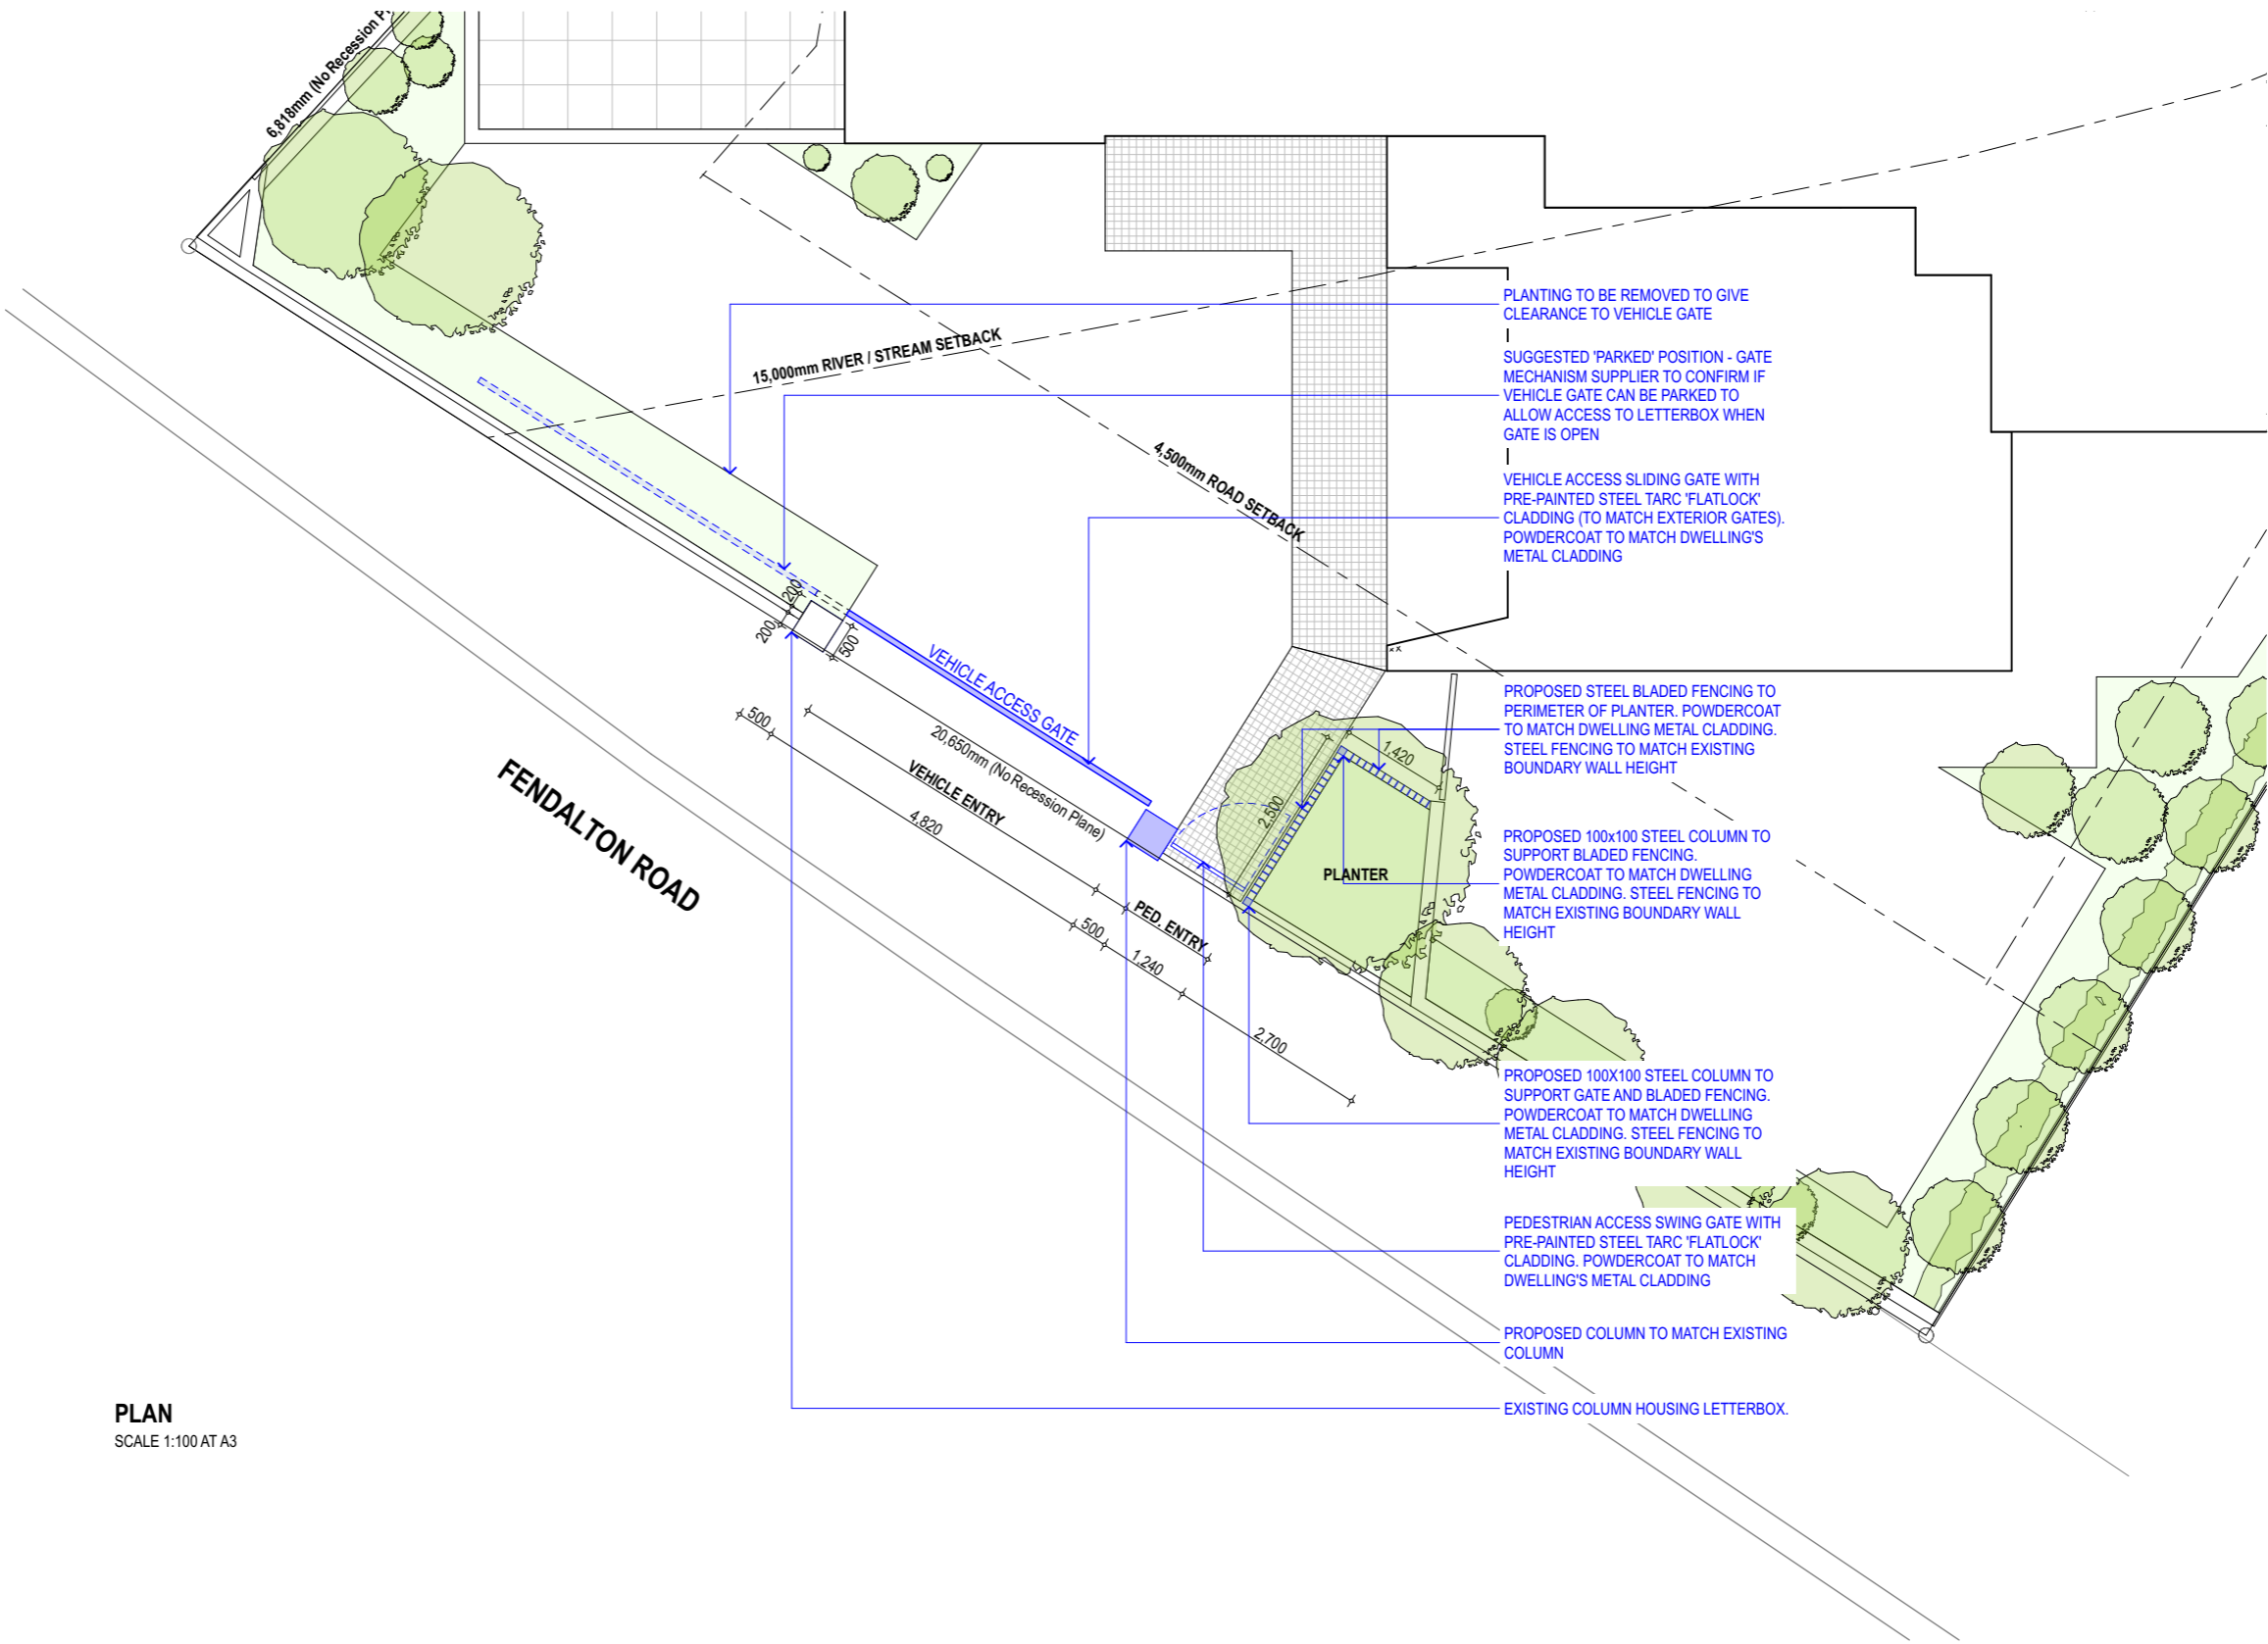 6,818mm (No Recession
15,000mm RIVER / STREAM SETBACK
4,500mm ROAD SETBACK
PLANTING TO BE REMOVED TO GIVE
CLEARANCE TO VEHICLE GATE
SUGGESTED 'PARKED' POSITION - GATE
MECHANISM SUPPLIER TO CONFIRM IF
VEHICLE GATE CAN BE PARKED TO
ALLOW ACCESS TO LETTERBOX WHEN
GATE IS OPEN
VEHICLE ACCESS SLIDING GATE WITH
PRE-PAINTED STEEL TARC 'FLATLOCK'
CLADDING (TO MATCH EXTERIOR GATES).
POWDERCOAT TO MATCH DWELLING'S
METAL CLADDING
200
200
500
VEHICLE ACCESS GATE
20,650mm (No Recession Plane)
500
VEHICLE ENTRY
4,820
PED. ENTRY
500
1,240
2,700
FENDALTON ROAD
1,420
2,500
PLANTER
PROPOSED STEEL BLADED FENCING TO
PERIMETER OF PLANTER. POWDERCOAT
TO MATCH DWELLING METAL CLADDING.
STEEL FENCING TO MATCH EXISTING
BOUNDARY WALL HEIGHT
PROPOSED 100x100 STEEL COLUMN TO
SUPPORT BLADED FENCING.
POWDERCOAT TO MATCH DWELLING
METAL CLADDING. STEEL FENCING TO
MATCH EXISTING BOUNDARY WALL
HEIGHT
PROPOSED 100X100 STEEL COLUMN TO
SUPPORT GATE AND BLADED FENCING.
POWDERCOAT TO MATCH DWELLING
METAL CLADDING. STEEL FENCING TO
MATCH EXISTING BOUNDARY WALL
HEIGHT
PEDESTRIAN ACCESS SWING GATE WITH
PRE-PAINTED STEEL TARC 'FLATLOCK'
CLADDING. POWDERCOAT TO MATCH
DWELLING'S METAL CLADDING
PROPOSED COLUMN TO MATCH EXISTING
COLUMN
EXISTING COLUMN HOUSING LETTERBOX.
PLAN
SCALE 1:100 AT A3